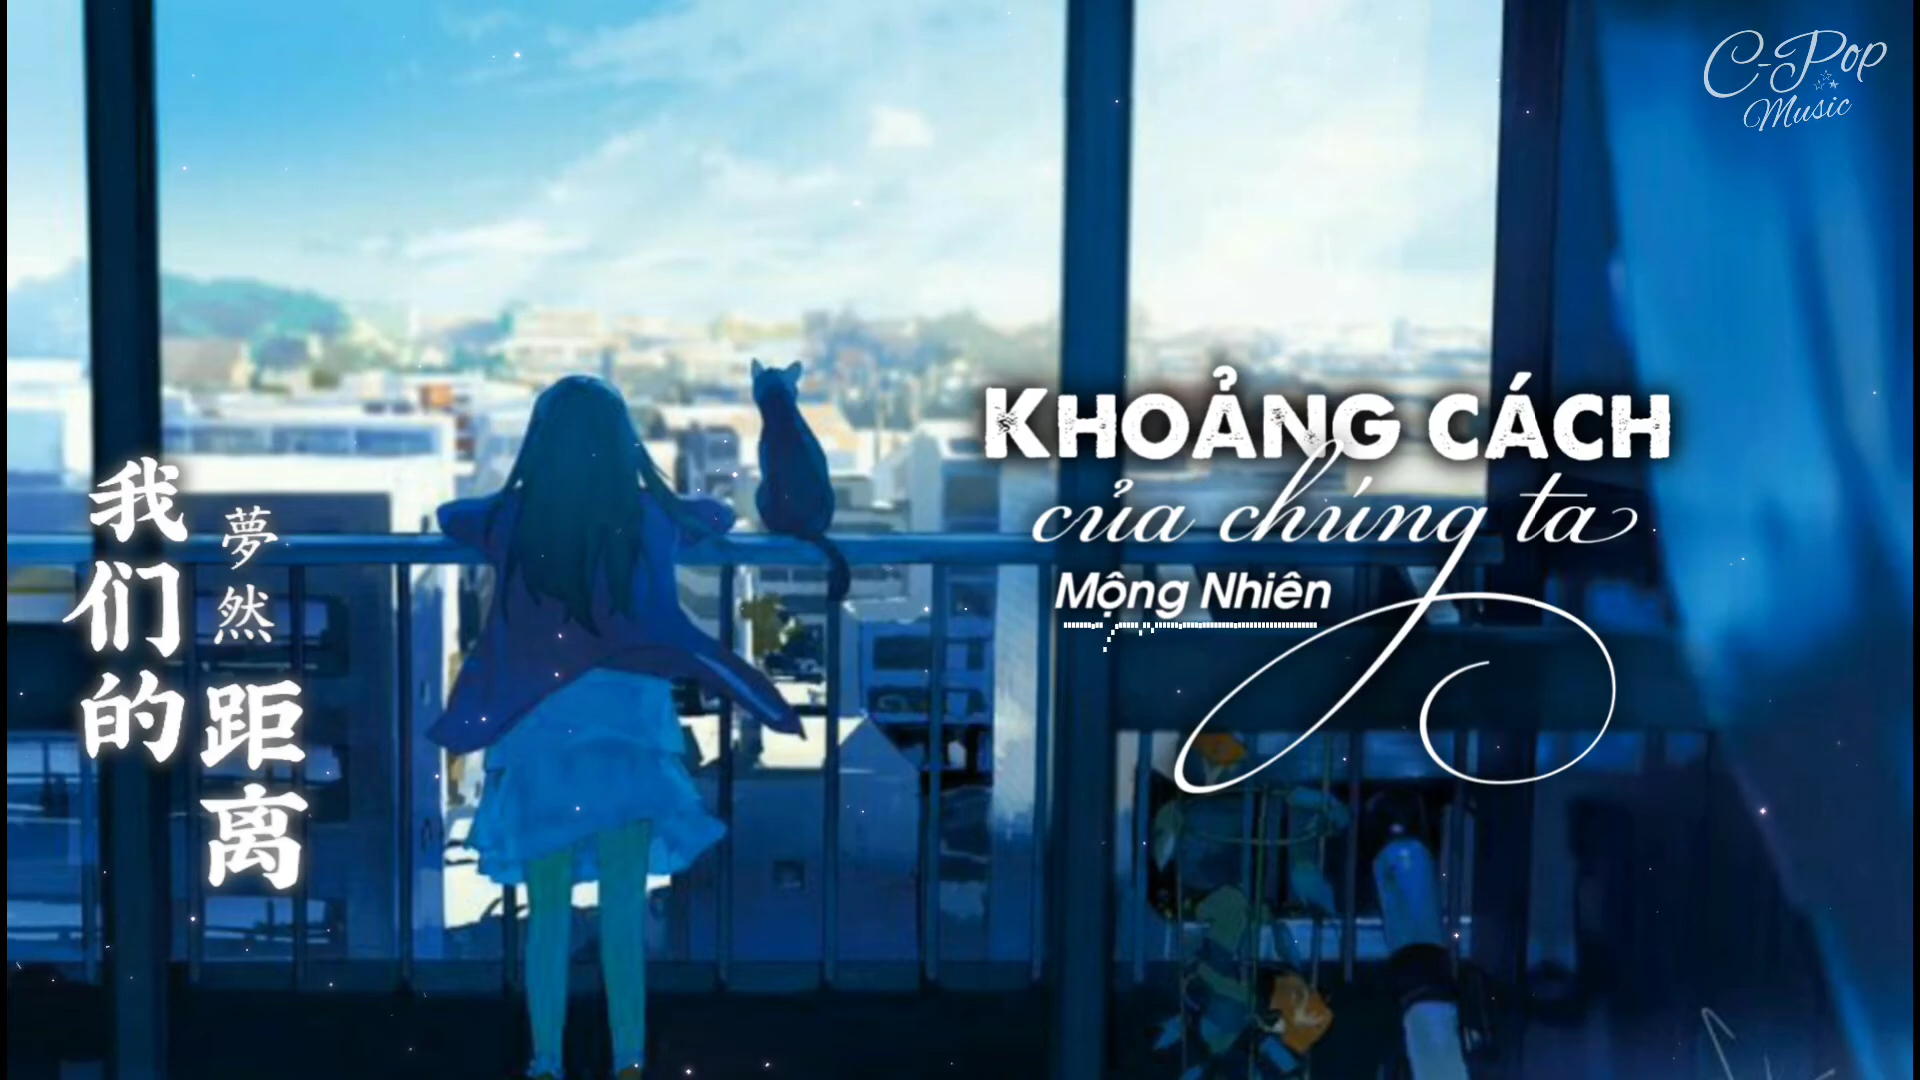 C-Pop
Music
我们的
夢然
距离
KHOẢNG CÁCH
của chúng ta
Mộng Nhiên